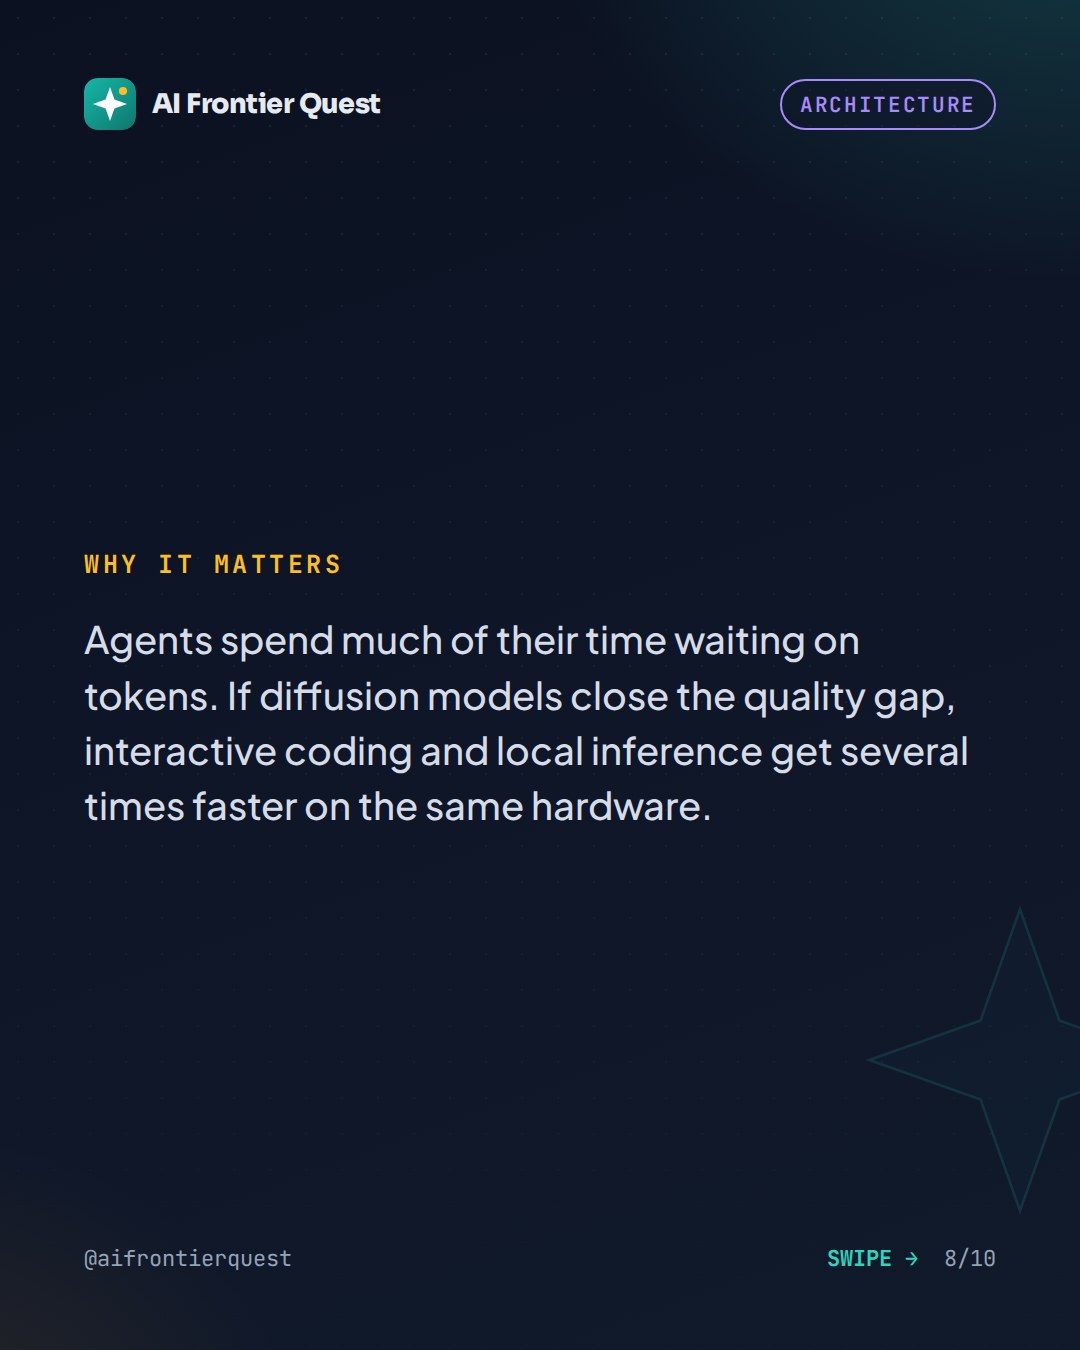 AI Frontier Quest
ARCHITECTURE
WHY IT MATTERS
Agents spend much of their time waiting on
tokens. If diffusion models close the quality gap,
interactive coding and local inference get several
times faster on the same hardware.
@aifrontierquest
SWIPE → 8/10